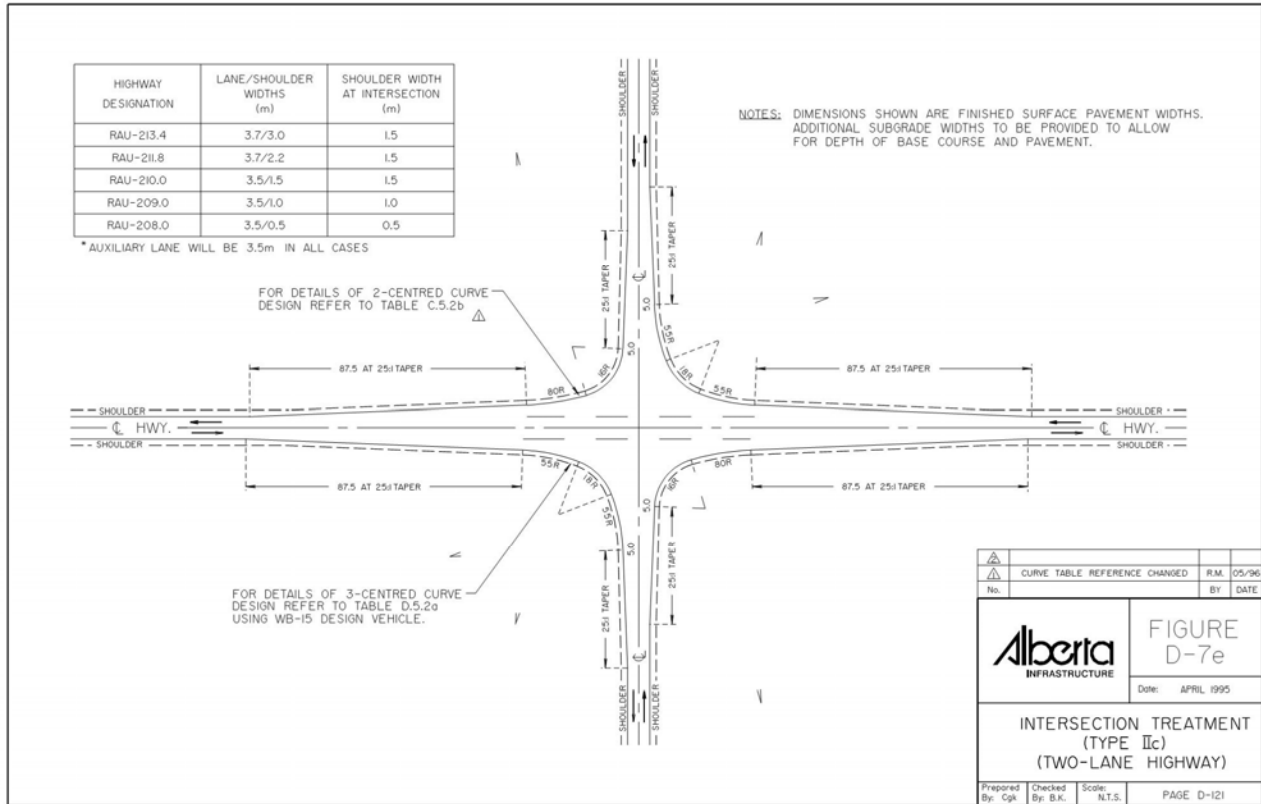 HIGHWAY DESIGNATION
LANE/SHOULDER WIDTHS (m)
SHOULDER WIDTH AT INTERSECTION (m)
RAU-213.4 3.7/3.0 1.5
RAU-211.8 3.7/2.2 1.5
RAU-210.0 3.5/1.5 1.5
RAU-209.0 3.5/1.0 1.0
RAU-208.0 3.5/0.5 0.5
* AUXILIARY LANE WILL BE 3.5m IN ALL CASES
NOTES: DIMENSIONS SHOWN ARE FINISHED SURFACE PAVEMENT WIDTHS.
ADDITIONAL SUBGRADE WIDTHS TO BE PROVIDED TO ALLOW
FOR DEPTH OF BASE COURSE AND PAVEMENT.
SHOULDER
SHOULDER
25:1 TAPER
25:1 TAPER
℄
5.0
5.0
FOR DETAILS OF 2-CENTRED CURVE
DESIGN REFER TO TABLE C.5.2b
1
87.5 AT 25:1 TAPER
80R
16R
55R
18R
55R
87.5 AT 25:1 TAPER
SHOULDER
℄ HWY.
SHOULDER
SHOULDER
℄ HWY.
SHOULDER
87.5 AT 25:1 TAPER
55R
18R
55R
16R
80R
87.5 AT 25:1 TAPER
5.0
5.0
25:1 TAPER
25:1 TAPER
FOR DETAILS OF 3-CENTRED CURVE
DESIGN REFER TO TABLE D.5.2a
USING WB-15 DESIGN VEHICLE.
℄
SHOULDER
SHOULDER
2
1 CURVE TABLE REFERENCE CHANGED R.M. 05/96
No. BY DATE
Alberta
INFRASTRUCTURE
FIGURE
D-7e
Date: APRIL 1995
INTERSECTION TREATMENT
(TYPE IIc)
(TWO-LANE HIGHWAY)
Prepared By: Cgk
Checked By: B.K.
Scale: N.T.S.
PAGE D-121